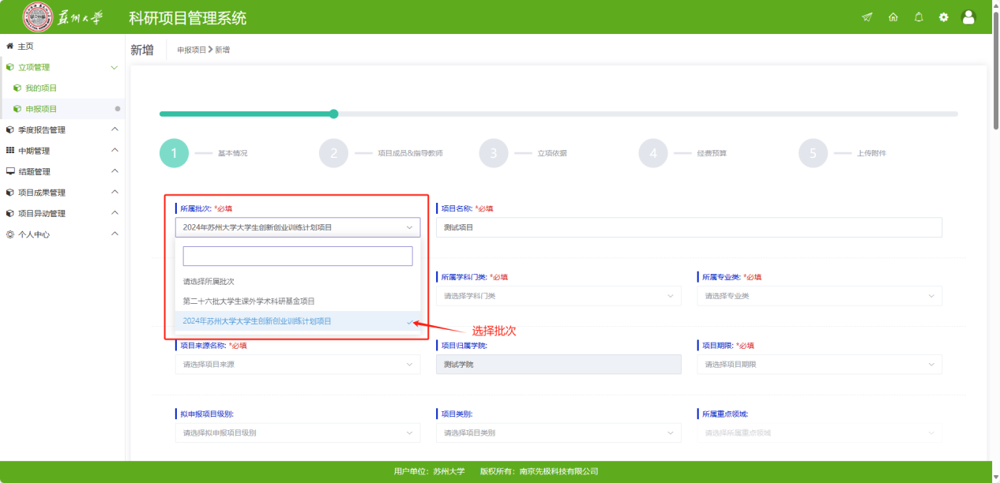 苏州大学 科研项目管理系统
主页
立项管理
我的项目
申报项目
季度报告管理
中期管理
结题管理
项目成果管理
项目异动管理
个人中心
新增 申报项目 新增
1 基本情况 2 项目成员&指导教师 3 立项依据 4 经费预算 5 上传附件
所属批次: *必填 项目名称: *必填
2024年苏州大学大学生创新创业训练计划项目 测试项目
请选择所属批次
第二十六批大学生课外学术科研基金项目
2024年苏州大学大学生创新创业训练计划项目
选择批次
所属学科门类: *必填 所属专业类: *必填
请选择学科门类 请选择专业类
项目来源名称: *必填 项目归属学院: 项目期限: *必填
请选择项目来源 测试学院 请选择项目期限
拟申报项目级别: 项目类别: 所属重点领域:
请选择拟申报项目级别 请选择项目类别 请选择所属重点领域
用户单位：苏州大学 版权所有：南京先极科技有限公司